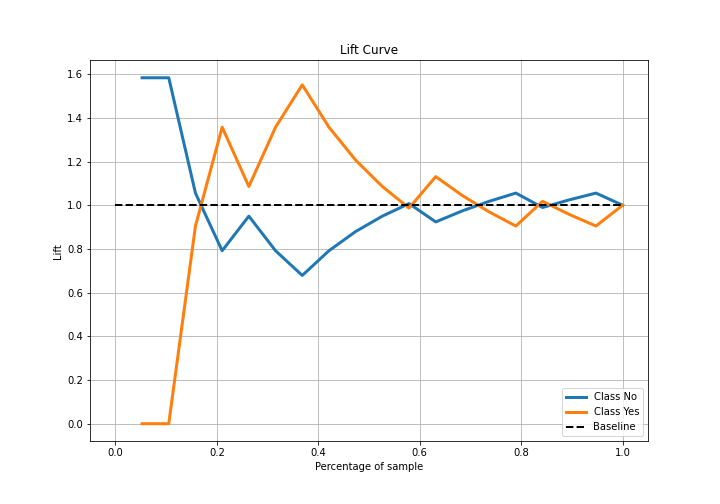 Lift Curve
1.6
1.4
1.2
1.0
0.8
0.6
0.4
0.2
0.0
Lift
0.0 0.2 0.4 0.6 0.8 1.0
Percentage of sample
Class No
Class Yes
Baseline